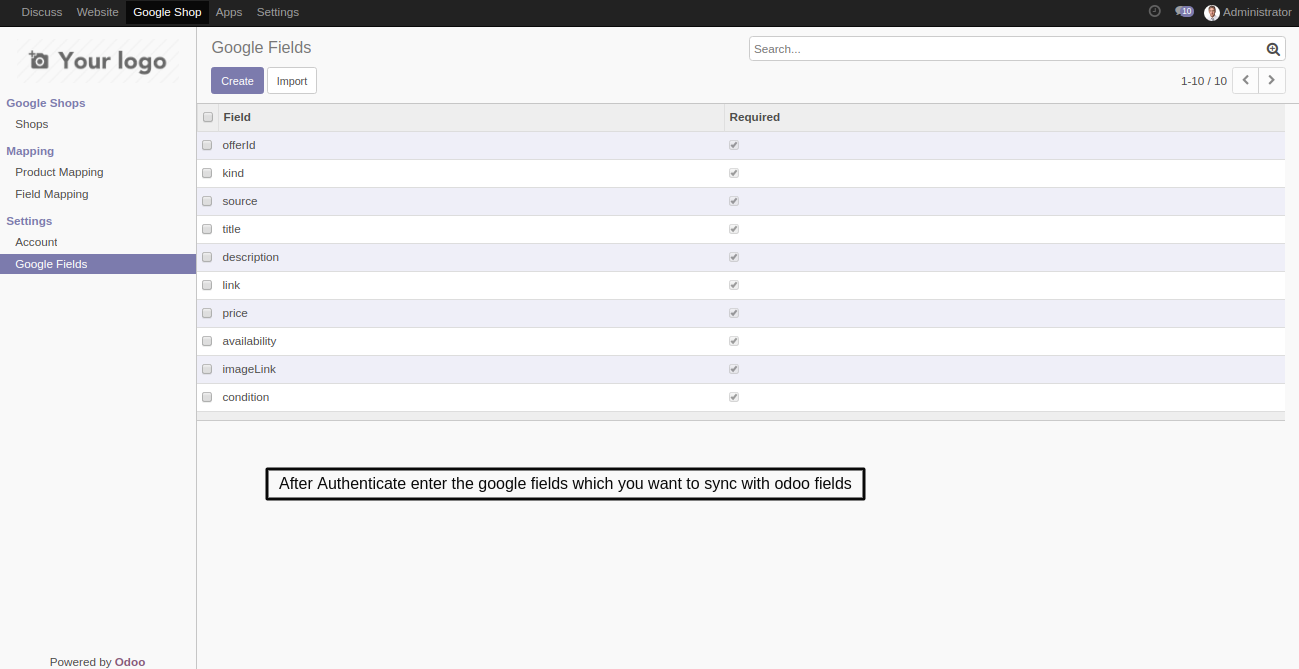 Discuss Website Google Shop Apps Settings 10 Administrator
Your logo
Google Shops
Shops
Mapping
Product Mapping
Field Mapping
Settings
Account
Google Fields
Powered by Odoo
Google Fields
Search...
Create Import
1-10 / 10
Field Required
offerId
kind
source
title
description
link
price
availability
imageLink
condition
After Authenticate enter the google fields which you want to sync with odoo fields